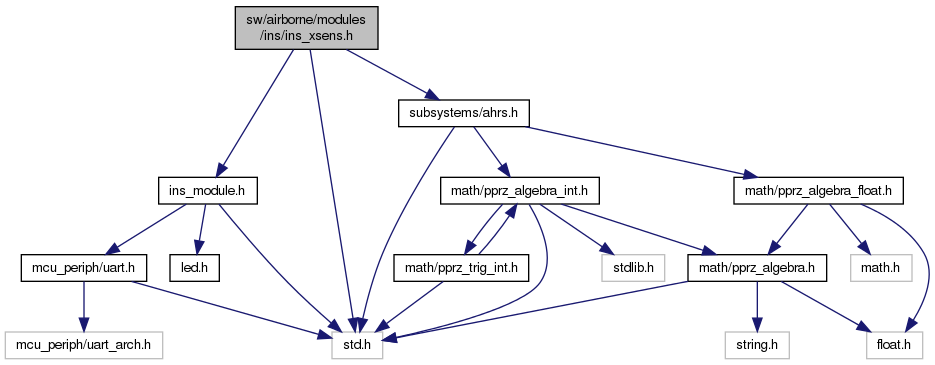 sw/airborne/modules
/ins/ins_xsens.h
subsystems/ahrs.h
ins_module.h
math/pprz_algebra_int.h
math/pprz_algebra_float.h
mcu_periph/uart.h
led.h
math/pprz_trig_int.h
stdlib.h
math/pprz_algebra.h
math.h
mcu_periph/uart_arch.h
std.h
string.h
float.h